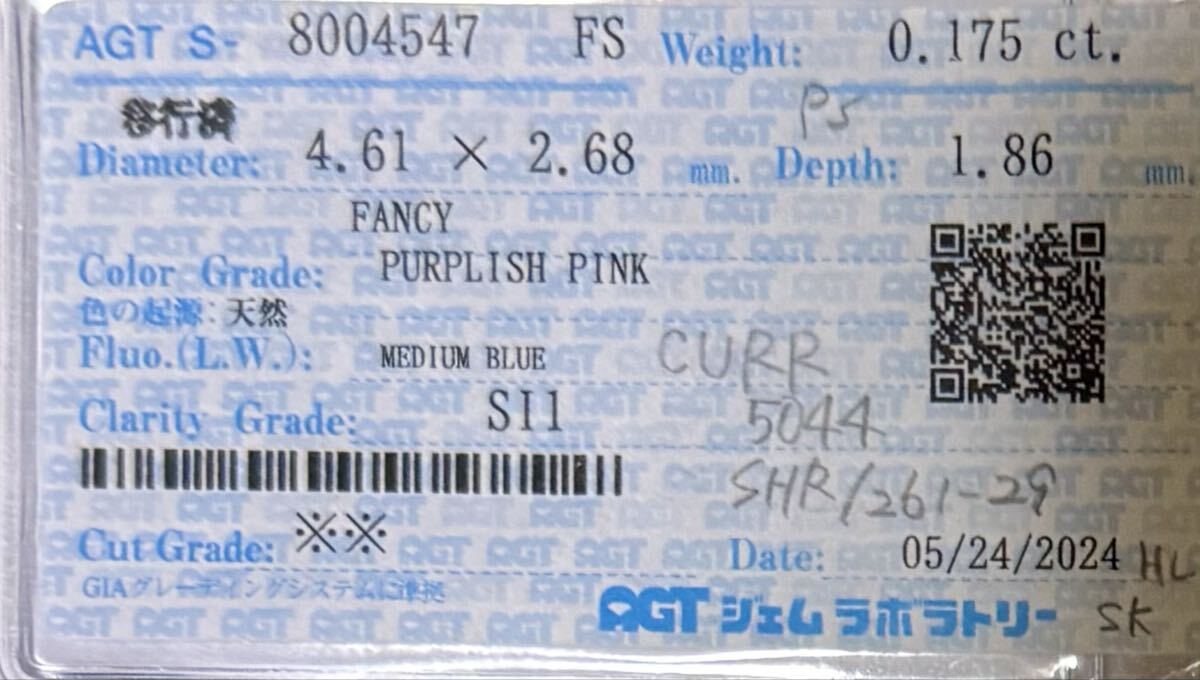 AGT S- 8004547 FS Weight: 0.175 ct.
移行済 PS
Diameter: 4.61 × 2.68 mm. Depth: 1.86 mm.
FANCY
Color Grade: PURPLISH PINK
色の起源: 天然
Fluo.(L.W.): MEDIUM BLUE CURR
Clarity Grade: SI1 5044
SHR/261-29
Cut Grade: ※※ Date: 05/24/2024 HL
GIAグレーディングシステムに準拠
AGT ジェムラボラトリー SK